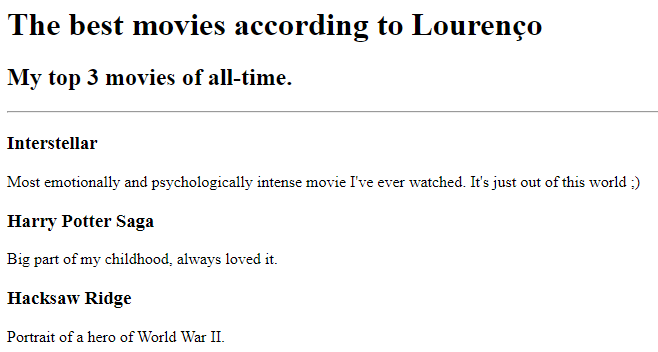 The best movies according to Lourenço
My top 3 movies of all-time.
Interstellar
Most emotionally and psychologically intense movie I've ever watched. It's just out of this world ;)
Harry Potter Saga
Big part of my childhood, always loved it.
Hacksaw Ridge
Portrait of a hero of World War II.